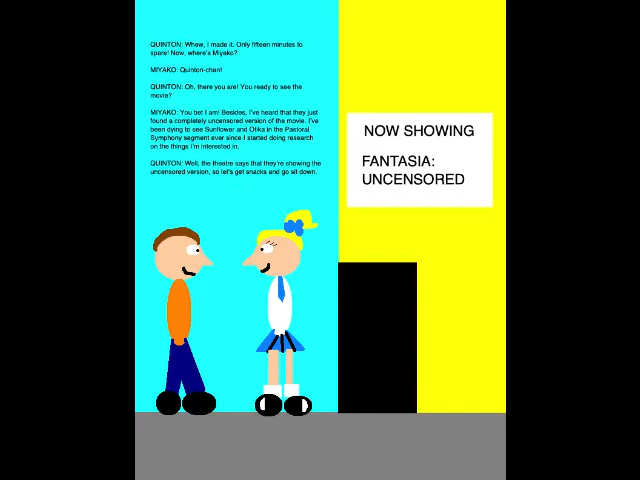 QUINTON: Whew, I made it. Only fifteen minutes to
spare! Now, where's Miyako?
MIYAKO: Quinton-chan!
QUINTON: Oh, there you are! You ready to see the
movie?
MIYAKO: You bet I am! Besides, I've heard that they just
found a completely uncensored version of the movie. I've
been dying to see Sunflower and Otika in the Pastoral
Symphony segment ever since I started doing research
on the things I'm interested in.
QUINTON: Well, the theatre says that they're showing the
uncensored version, so let's get snacks and go sit down.
NOW SHOWING
FANTASIA:
UNCENSORED